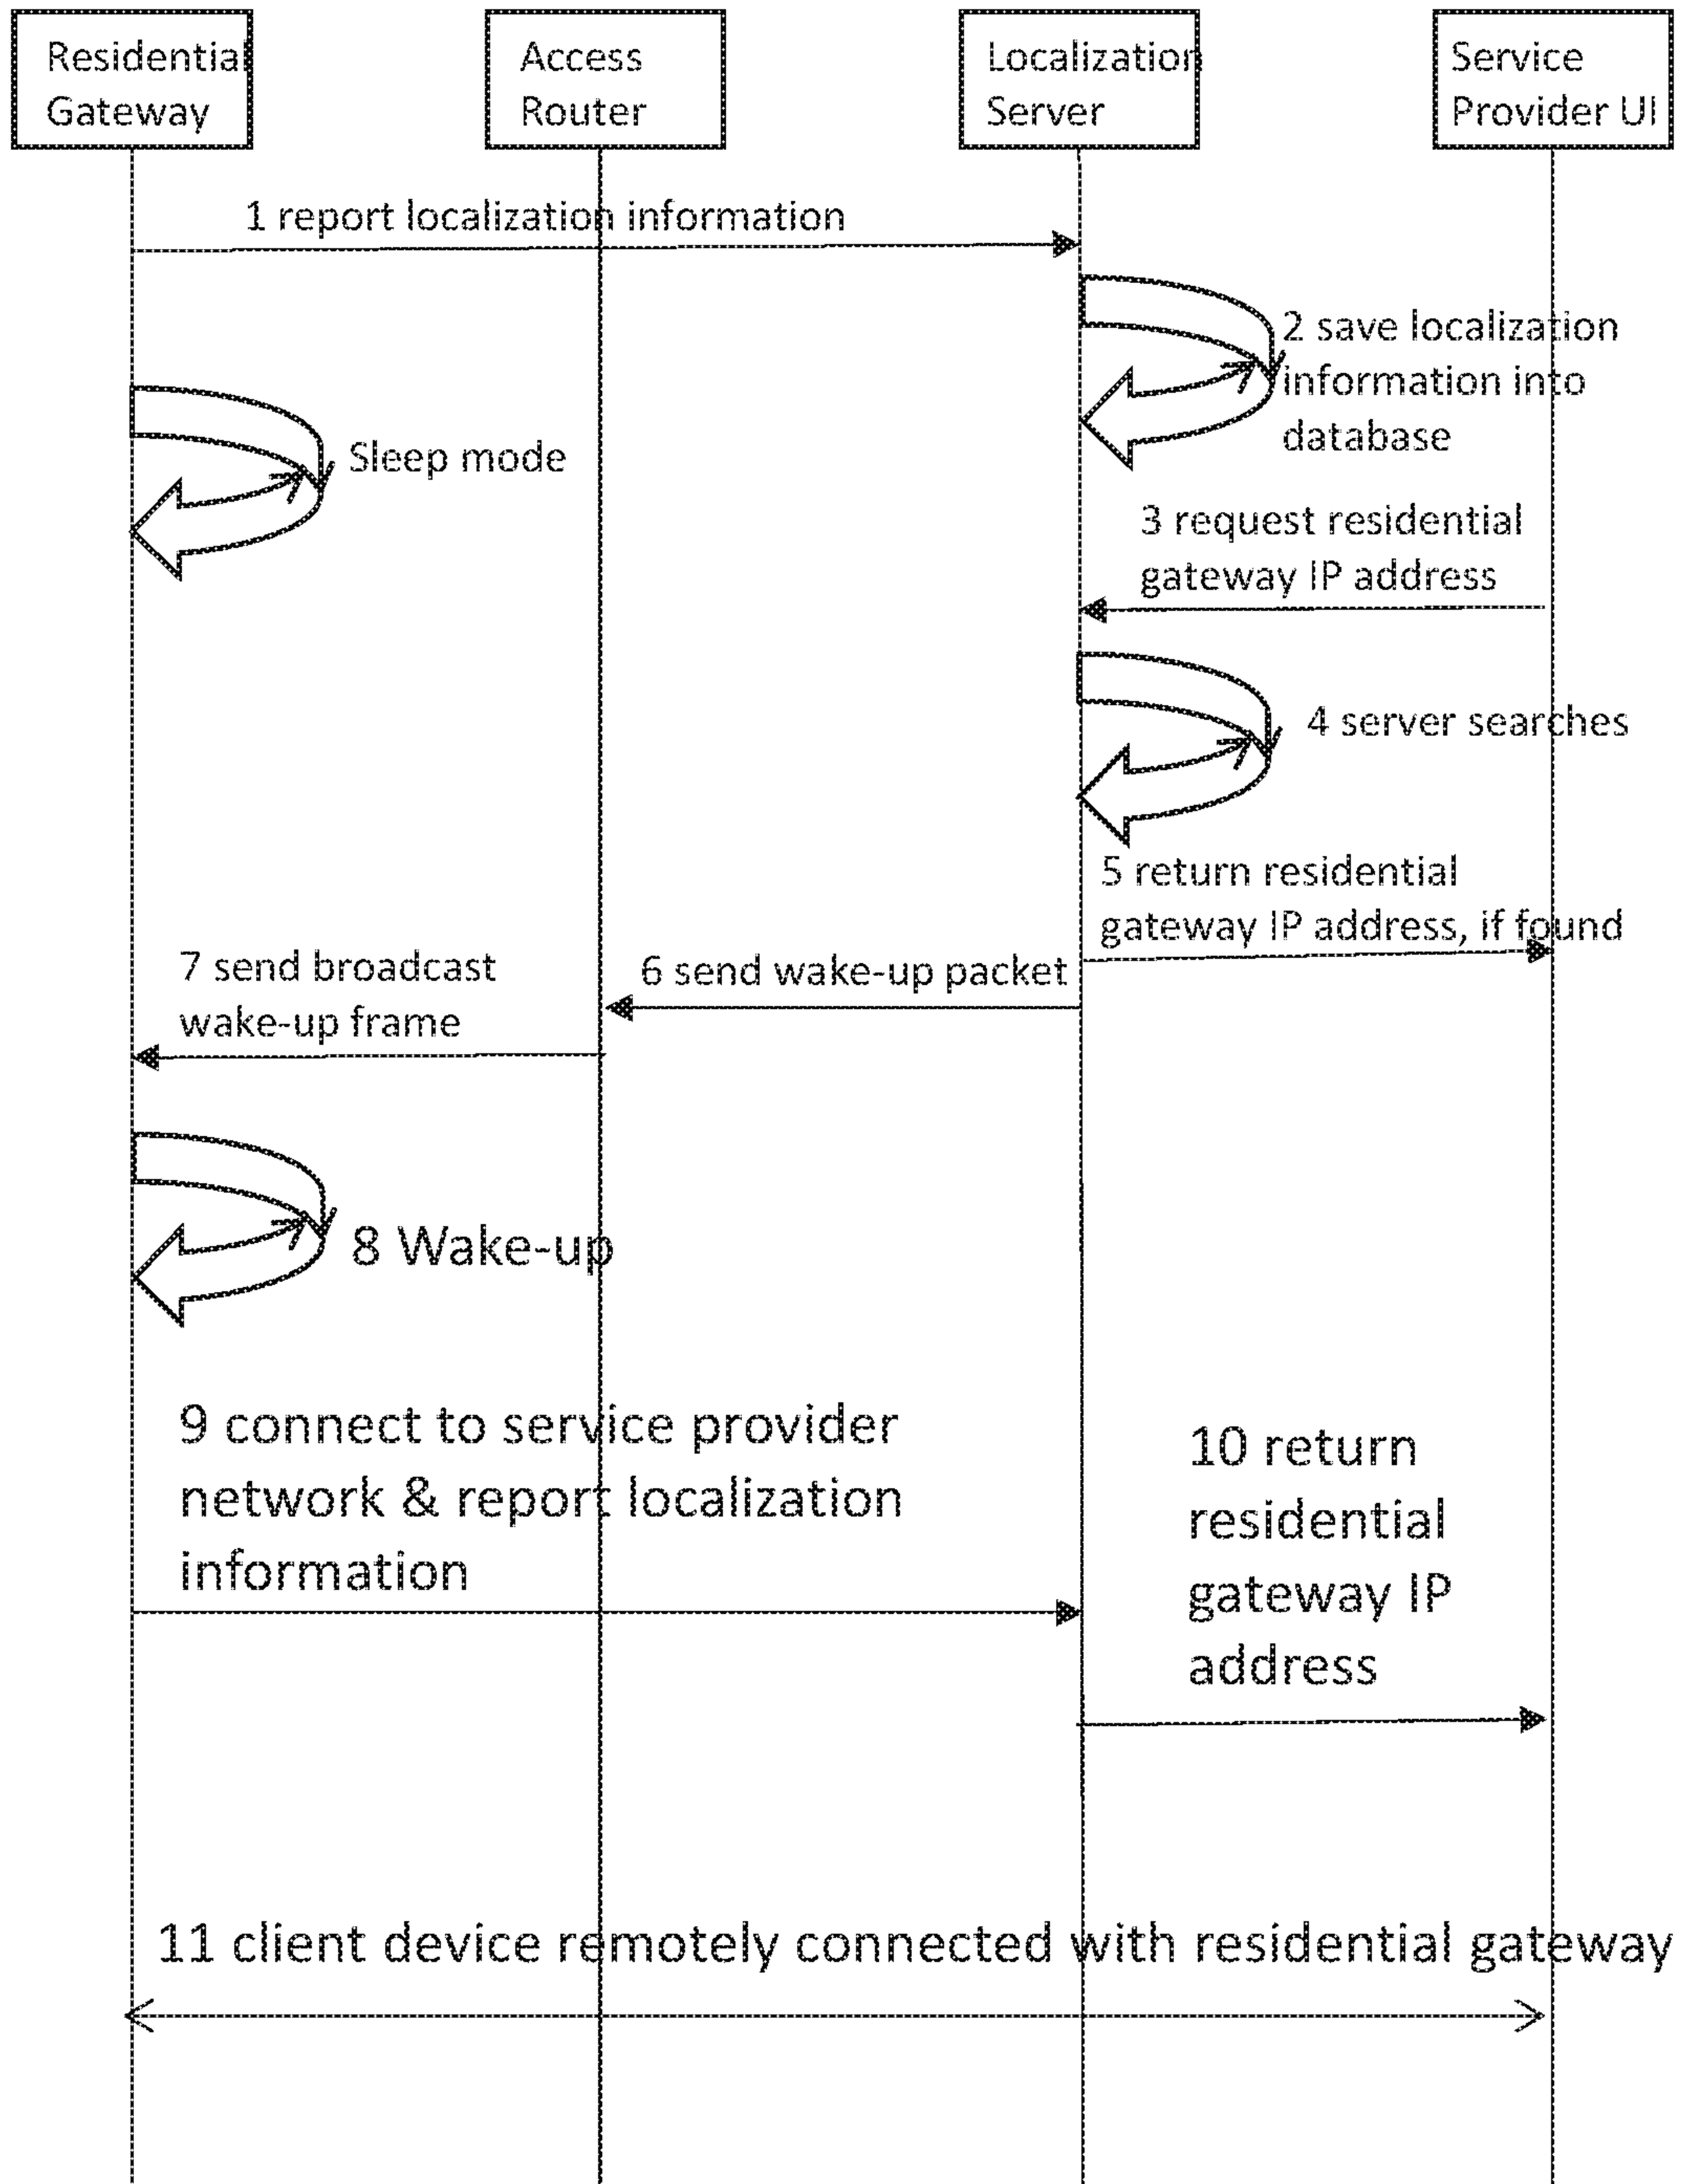 Residential
Gateway
Access
Router
Localization
Server
Service
Provider UI
1 report localization information
2 save localization
information into
database
Sleep mode
3 request residential
gateway IP address
4 server searches
5 return residential
gateway IP address, if found
7 send broadcast
wake-up frame
6 send wake-up packet
8 Wake-up
9 connect to service provider
network & report localization
information
10 return
residential
gateway IP
address
11 client device remotely connected with residential gateway